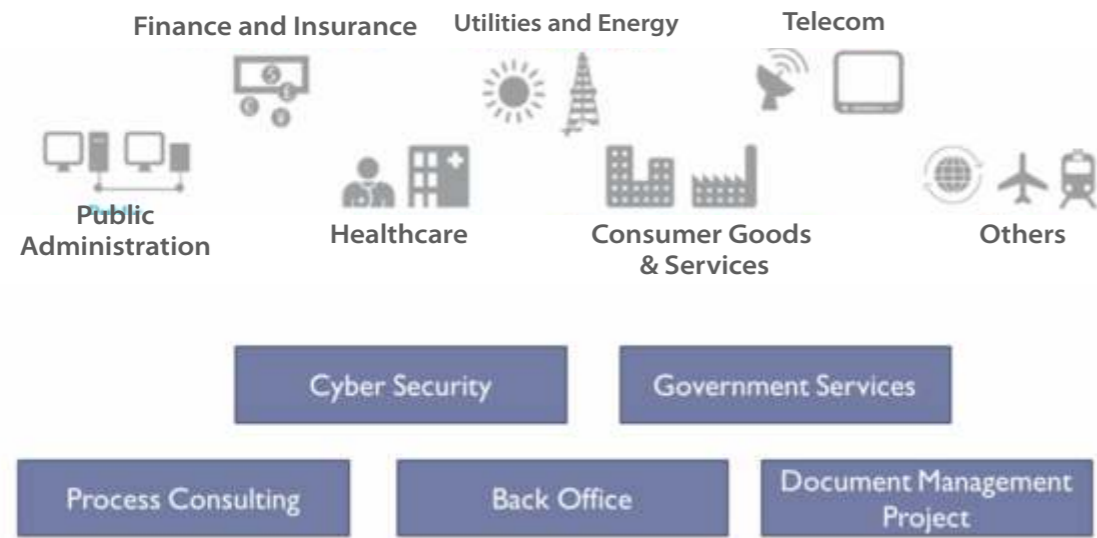 Finance and Insurance
Utilities and Energy
Telecom
Public
Administration
Healthcare
Consumer Goods
& Services
Others
Cyber Security
Government Services
Process Consulting
Back Office
Document Management
Project